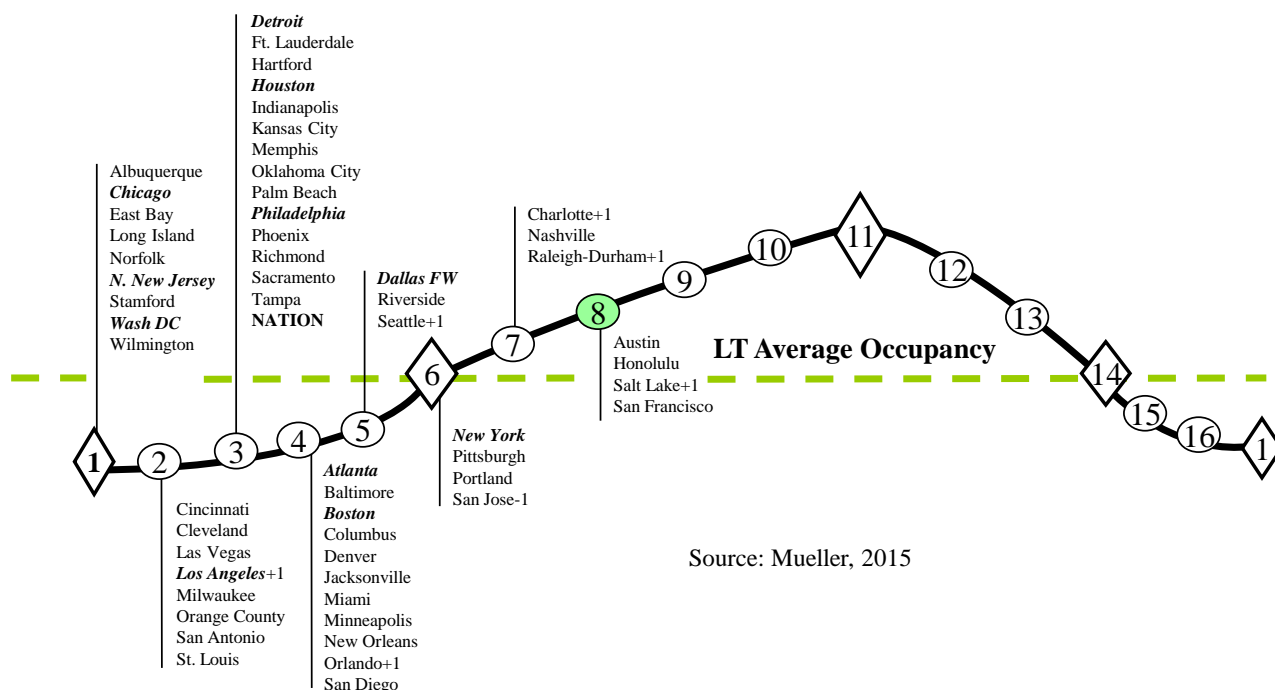 Detroit
Ft. Lauderdale
Hartford
Houston
Indianapolis
Kansas City
Memphis
Oklahoma City
Palm Beach
Philadelphia
Phoenix
Richmond
Sacramento
Tampa
NATION
Albuquerque
Chicago
East Bay
Long Island
Norfolk
N. New Jersey
Stamford
Wash DC
Wilmington
Dallas FW
Riverside
Seattle+1
Charlotte+1
Nashville
Raleigh-Durham+1
Austin
Honolulu
Salt Lake+1
San Francisco
LT Average Occupancy
1
2
3
4
5
6
7
8
9
10
11
12
13
14
15
16
1
Cincinnati
Cleveland
Las Vegas
Los Angeles+1
Milwaukee
Orange County
San Antonio
St. Louis
Atlanta
Baltimore
Boston
Columbus
Denver
Jacksonville
Miami
Minneapolis
New Orleans
Orlando+1
San Diego
New York
Pittsburgh
Portland
San Jose-1
Source: Mueller, 2015